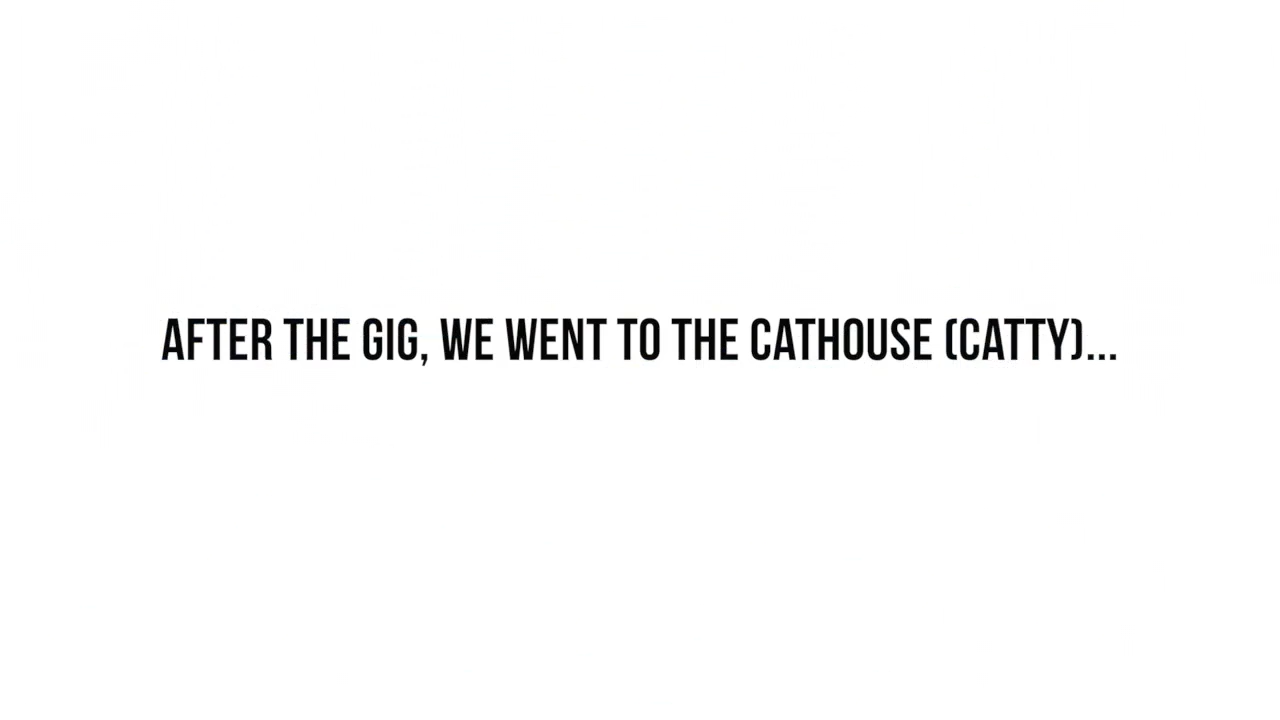 AFTER THE GIG, WE WENT TO THE CATHOUSE (CATTY)...